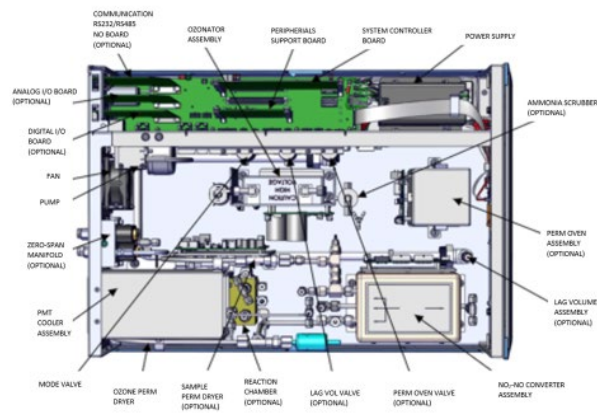 COMMUNICATION
RS232/RS485
NO BOARD
(OPTIONAL)
OZONATOR
ASSEMBLY
PERIPHERIALS
SUPPORT BOARD
SYSTEM CONTROLLER
BOARD
POWER SUPPLY
ANALOG I/O BOARD
(OPTIONAL)
AMMONIA SCRUBBER
(OPTIONAL)
DIGITAL I/O
BOARD
(OPTIONAL)
FAN
PUMP
CAUTION
HIGH
VOLTAGE
ZERO-SPAN
MANIFOLD
(OPTIONAL)
PERM OVEN
ASSEMBLY
(OPTIONAL)
PMT
COOLER
ASSEMBLY
LAG VOLUME
ASSEMBLY
(OPTIONAL)
MODE VALVE
OZONE PERM
DRYER
SAMPLE
PERM DRYER
(OPTIONAL)
REACTION
CHAMBER
(OPTIONAL)
LAG VOL VALVE
(OPTIONAL)
PERM OVEN VALVE
(OPTIONAL)
NO₂-NO CONVERTER
ASSEMBLY